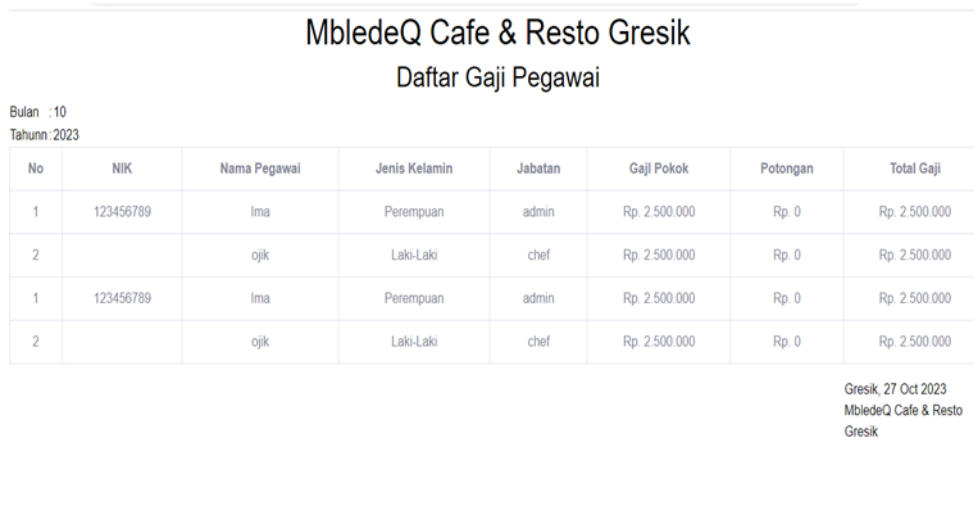 MbledeQ Cafe & Resto Gresik
Daftar Gaji Pegawai
Bulan :10
Tahunn:2023
No NIK Nama Pegawai Jenis Kelamin Jabatan Gajl Pokok Potongan Total Gaji
1 123456789 Ima Perempuan admin Rp. 2.500.000 Rp. 0 Rp. 2.500.000
2 ojik Laki-Laki chef Rp. 2.500.000 Rp. 0 Rp. 2.500.000
1 123456789 Ima Perempuan admin Rp. 2.500.000 Rp. 0 Rp. 2.500.000
2 ojik Laki-Laki chef Rp. 2.500.000 Rp. 0 Rp. 2.500.000
Gresik, 27 Oct 2023
MbledeQ Cafe & Resto
Gresik